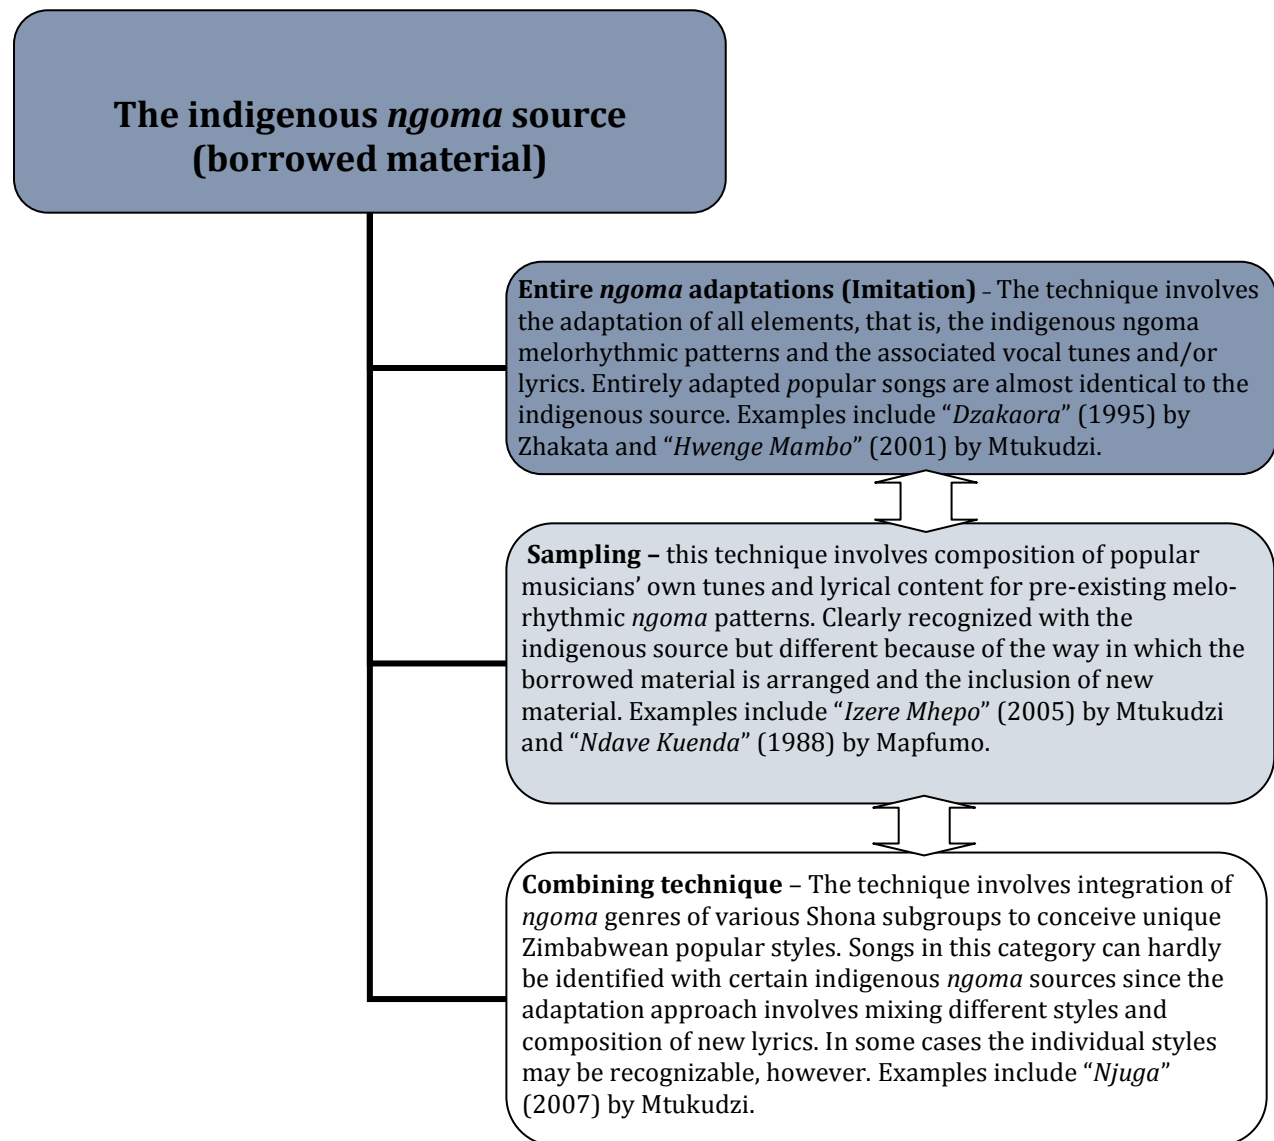 The indigenous ngoma source
(borrowed material)
Entire ngoma adaptations (Imitation) – The technique involves
the adaptation of all elements, that is, the indigenous ngoma
melorhythmic patterns and the associated vocal tunes and/or
lyrics. Entirely adapted popular songs are almost identical to the
indigenous source. Examples include “Dzakaora” (1995) by
Zhakata and “Hwenge Mambo” (2001) by Mtukudzi.
Sampling – this technique involves composition of popular
musicians’ own tunes and lyrical content for pre-existing melo-
rhythmic ngoma patterns. Clearly recognized with the
indigenous source but different because of the way in which the
borrowed material is arranged and the inclusion of new
material. Examples include “Izere Mhepo” (2005) by Mtukudzi
and “Ndave Kuenda” (1988) by Mapfumo.
Combining technique – The technique involves integration of
ngoma genres of various Shona subgroups to conceive unique
Zimbabwean popular styles. Songs in this category can hardly
be identified with certain indigenous ngoma sources since the
adaptation approach involves mixing different styles and
composition of new lyrics. In some cases the individual styles
may be recognizable, however. Examples include “Njuga”
(2007) by Mtukudzi.